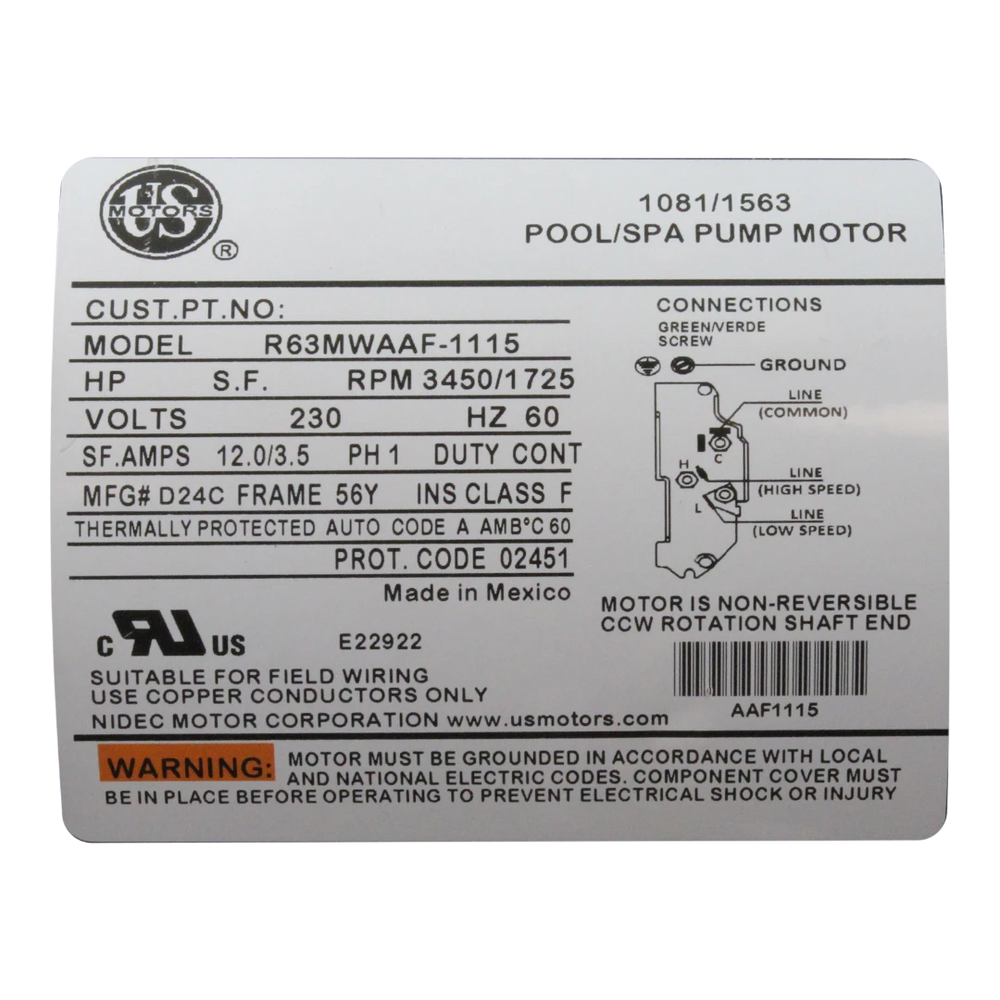 US
MOTORS
®
1081/1563
POOL/SPA PUMP MOTOR
CUST.PT.NO:
MODEL R63MWAAF-1115
HP S.F. RPM 3450/1725
VOLTS 230 HZ 60
SF.AMPS 12.0/3.5 PH 1 DUTY CONT
MFG# D24C FRAME 56Y INS CLASS F
THERMALLY PROTECTED AUTO CODE A AMB°C 60
PROT. CODE 02451
Made in Mexico
CONNECTIONS
GREEN/VERDE
SCREW
GROUND
LINE
(COMMON)
C
H
LINE
(HIGH SPEED)
L
LINE
(LOW SPEED)
MOTOR IS NON-REVERSIBLE
CCW ROTATION SHAFT END
AAF1115
C RU US E22922
SUITABLE FOR FIELD WIRING
USE COPPER CONDUCTORS ONLY
NIDEC MOTOR CORPORATION www.usmotors.com
WARNING: MOTOR MUST BE GROUNDED IN ACCORDANCE WITH LOCAL
AND NATIONAL ELECTRIC CODES. COMPONENT COVER MUST
BE IN PLACE BEFORE OPERATING TO PREVENT ELECTRICAL SHOCK OR INJURY